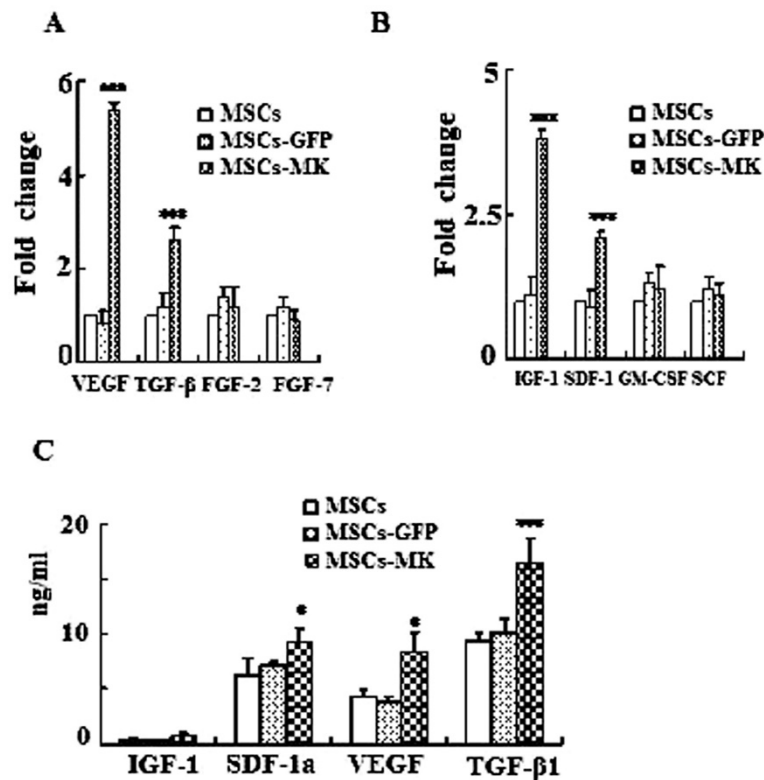 A
Fold change
6
4
2
0
***
***
MSCs
MSCs-GFP
MSCs-MK
VEGF TGF-β FGF-2 FGF-7
B
Fold change
5
2.5
0
***
***
MSCs
MSCs-GFP
MSCs-MK
IGF-1 SDF-1 GM-CSF SCF
C
ng/ml
20
10
0
MSCs
MSCs-GFP
MSCs-MK
*
*
***
IGF-1 SDF-1a VEGF TGF-β1